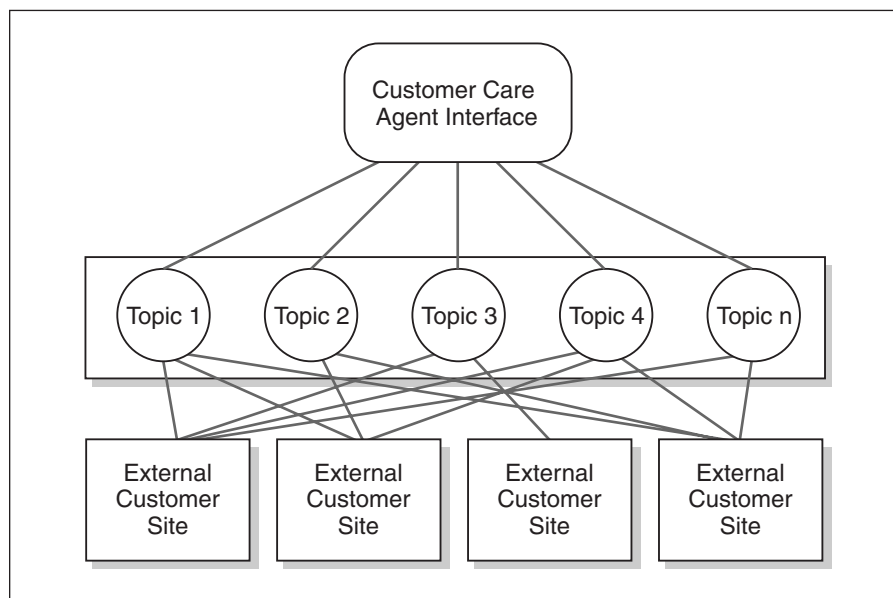 Customer Care
Agent Interface
Topic 1
Topic 2
Topic 3
Topic 4
Topic n
External
Customer
Site
External
Customer
Site
External
Customer
Site
External
Customer
Site